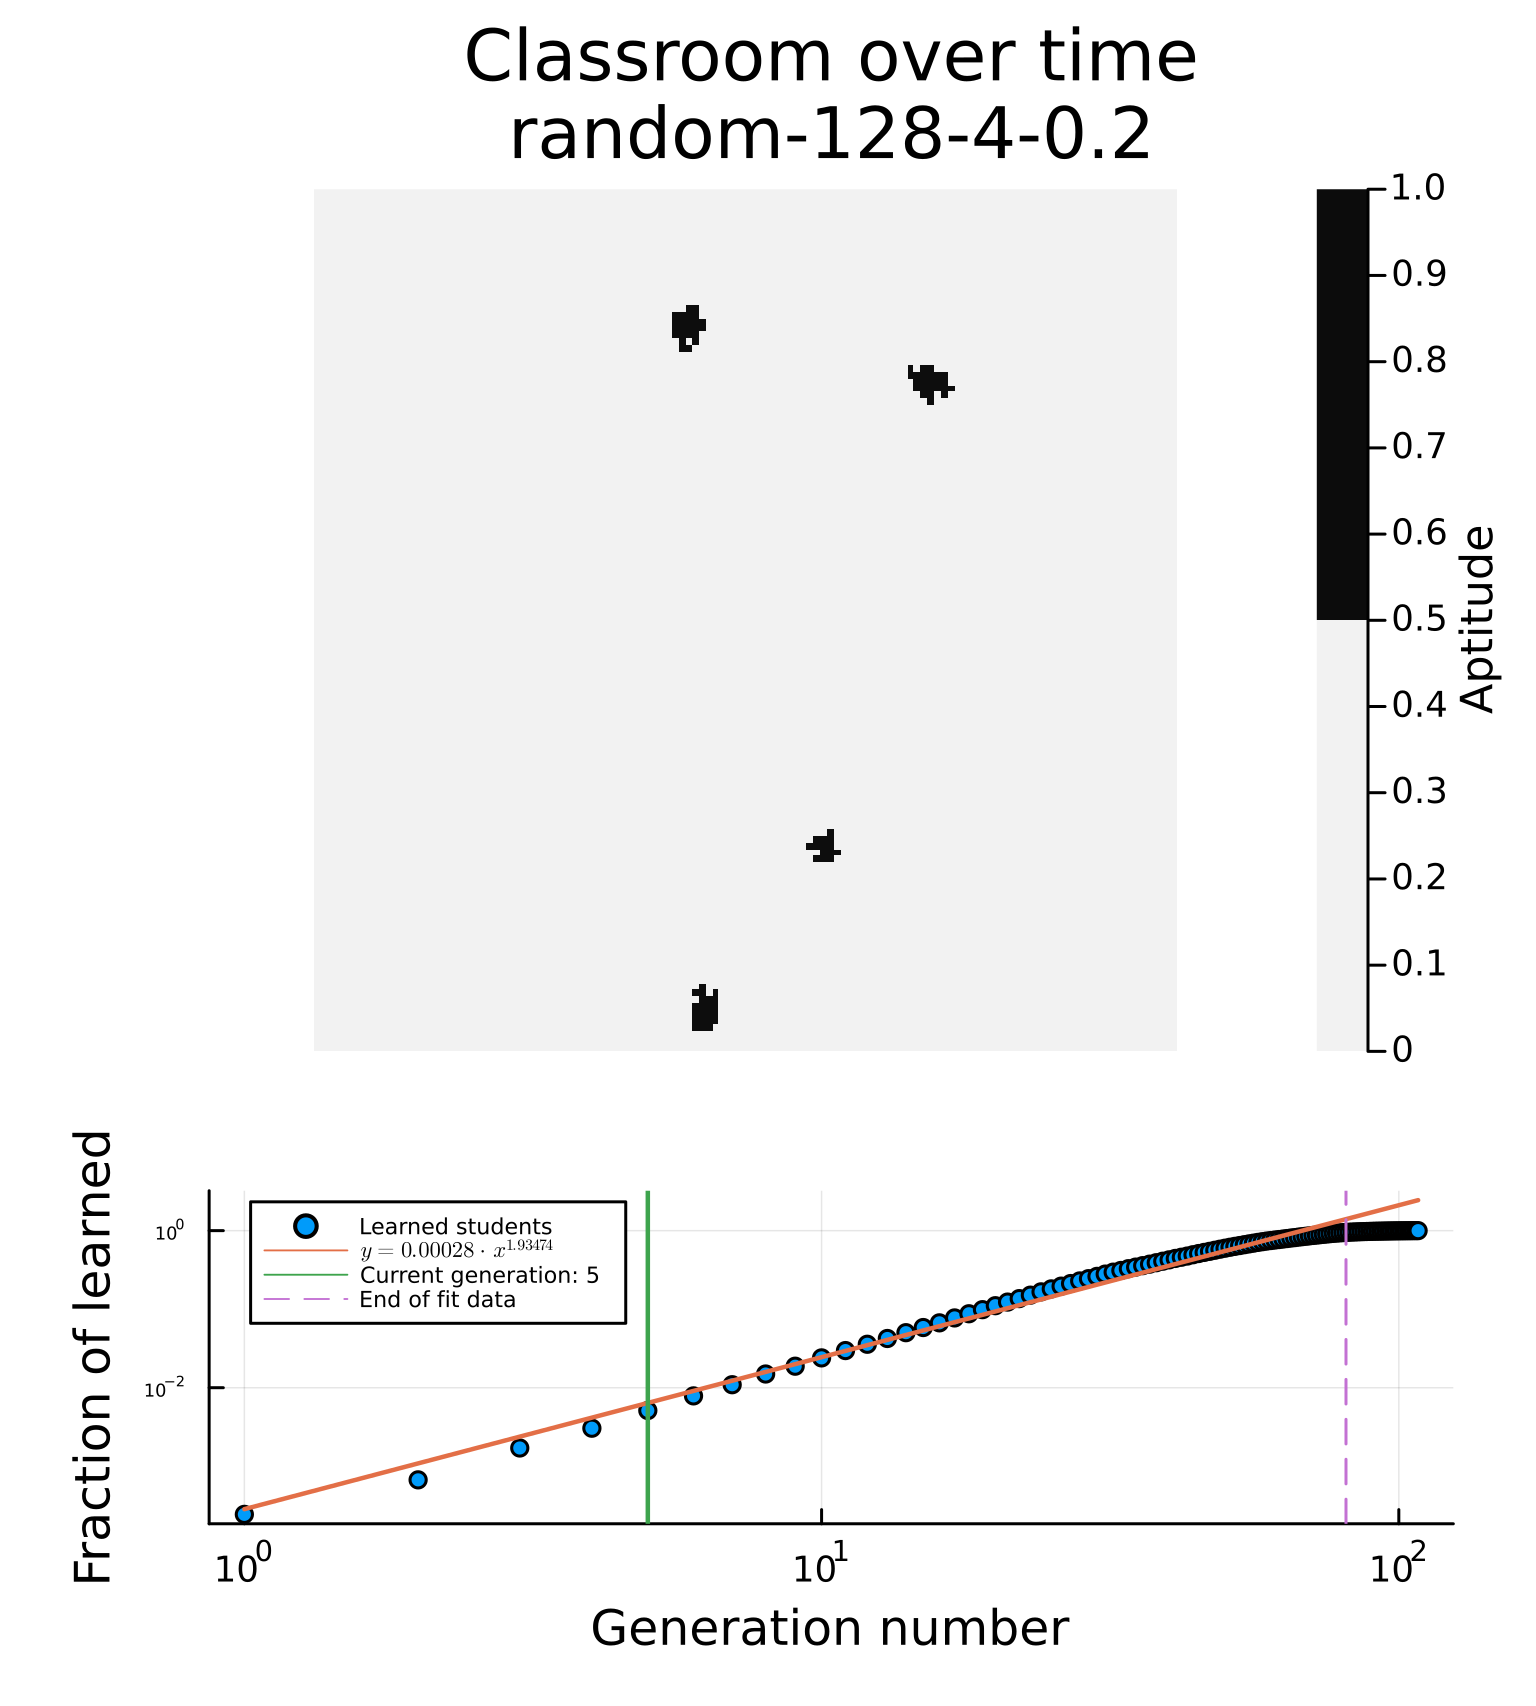 Classroom over time
random-128-4-0.2
1.0
0.9
0.8
0.7
0.6
0.5
0.4
0.3
0.2
0.1
0
Aptitude
Fraction of learned
10⁰
10⁻²
Learned students
y = 0.00028 · x^1.93474
Current generation: 5
End of fit data
10⁰
10¹
10²
Generation number